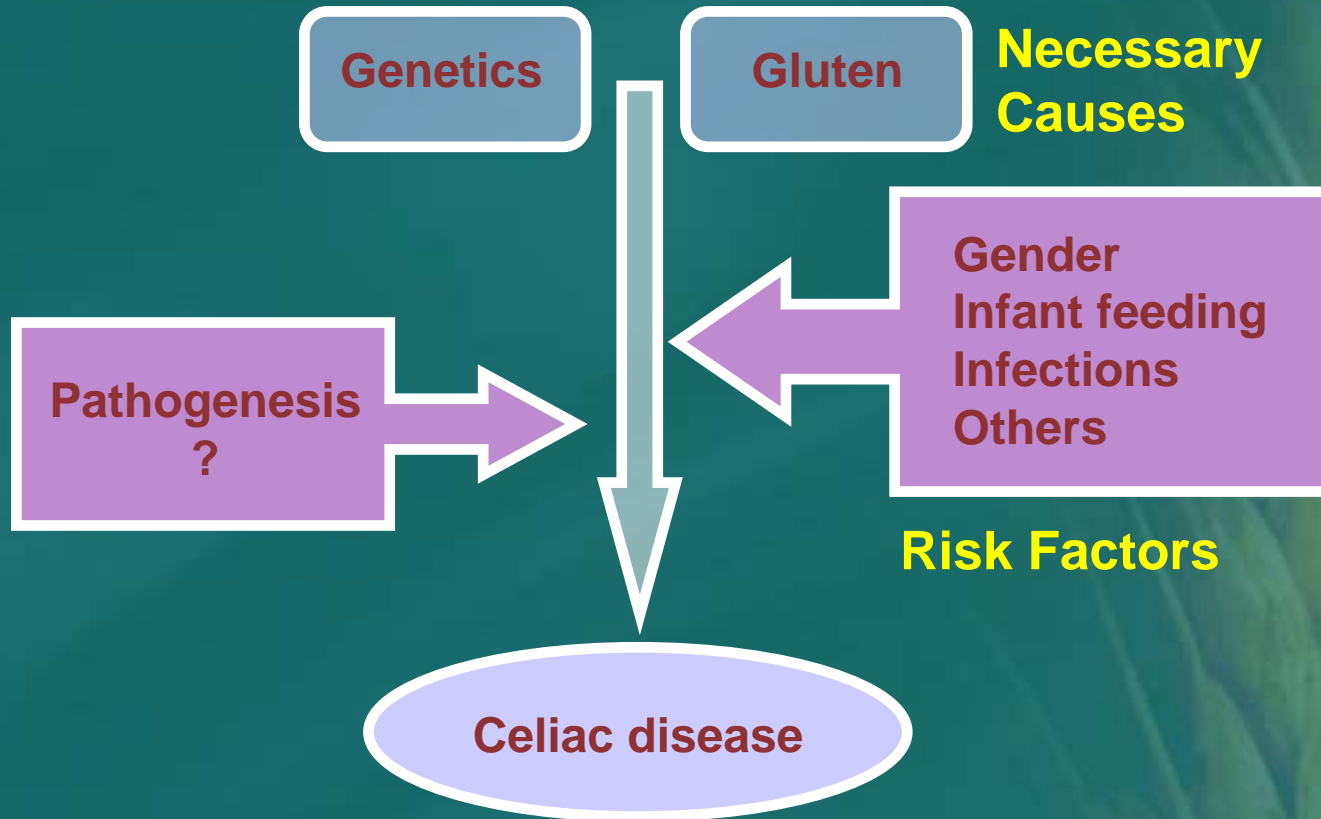 Genetics
Gluten
Necessary
Causes
Gender
Infant feeding
Infections
Others
Pathogenesis
?
Risk Factors
Celiac disease